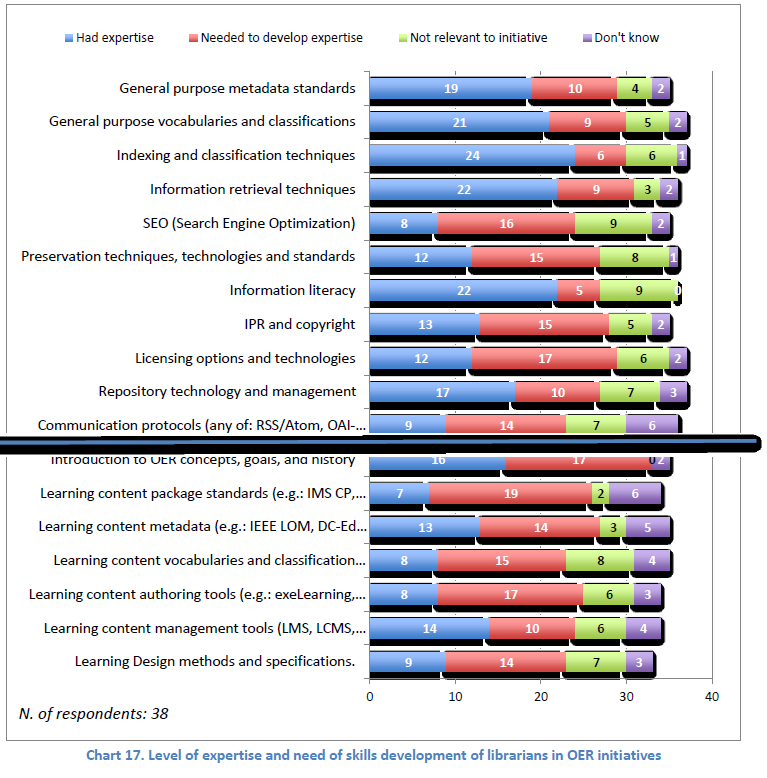 Had expertise Needed to develop expertise Not relevant to initiative Don't know
General purpose metadata standards 19 10 4 2
General purpose vocabularies and classifications 21 9 5 2
Indexing and classification techniques 24 6 6 1
Information retrieval techniques 22 9 3 2
SEO (Search Engine Optimization) 8 16 9 2
Preservation techniques, technologies and standards 12 15 8 1
Information literacy 22 5 9 0
IPR and copyright 13 15 5 2
Licensing options and technologies 12 17 6 2
Repository technology and management 17 10 7 3
Communication protocols (any of: RSS/Atom, OAI-... 9 14 7 6
Introduction to OER concepts, goals, and history 16 17 0 2
Learning content package standards (e.g.: IMS CP,... 7 19 2 6
Learning content metadata (e.g.: IEEE LOM, DC-Ed... 13 14 3 5
Learning content vocabularies and classification... 8 15 8 4
Learning content authoring tools (e.g.: exeLearning,... 8 17 6 3
Learning content management tools (LMS, LCMS,... 14 10 6 4
Learning Design methods and specifications. 9 14 7 3
0 10 20 30 40
N. of respondents: 38
Chart 17. Level of expertise and need of skills development of librarians in OER initiatives